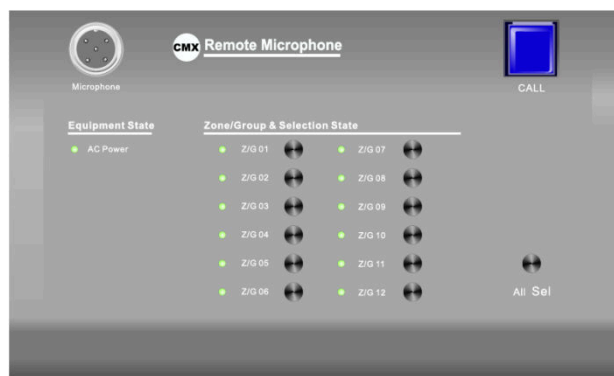 CMX Remote Microphone
Microphone
CALL
Equipment State
Zone/Group & Selection State
AC Power
Z/G 01
Z/G 07
Z/G 02
Z/G 08
Z/G 03
Z/G 09
Z/G 04
Z/G 10
Z/G 05
Z/G 11
Z/G 06
Z/G 12
All Sel